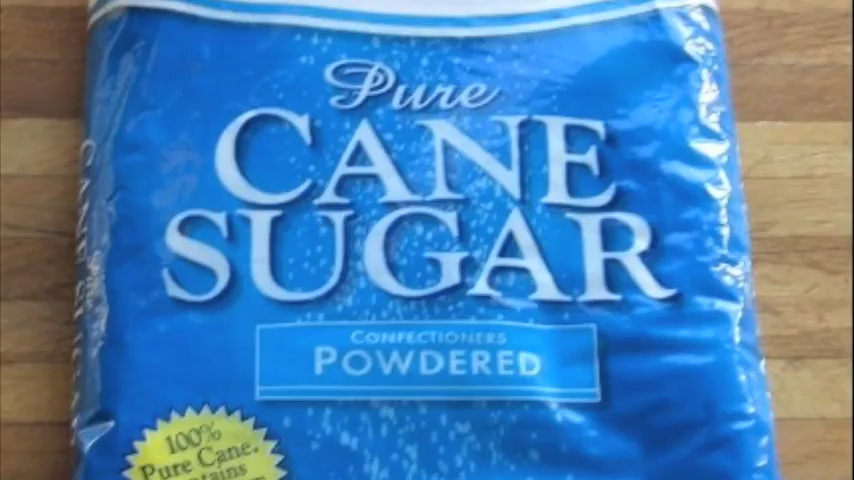 Pure
CANE
SUGAR
CONFECTIONERS
POWDERED
100%
Pure Cane.